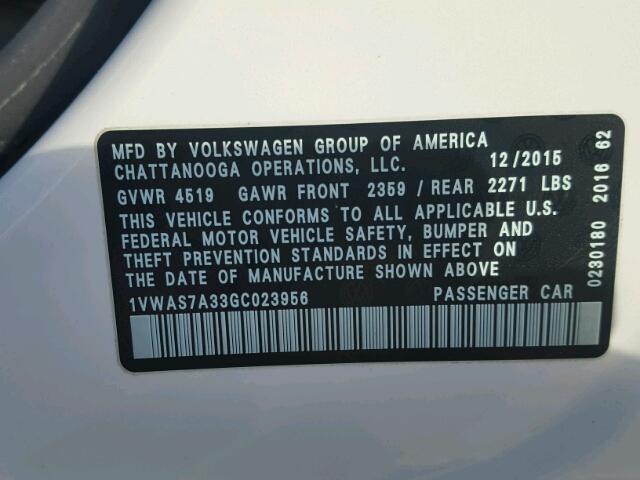 MFD BY VOLKSWAGEN GROUP OF AMERICA
CHATTANOOGA OPERATIONS, LLC. 12/2015
GVWR 4519 GAWR FRONT 2359 / REAR 2271 LBS
THIS VEHICLE CONFORMS TO ALL APPLICABLE U.S.
FEDERAL MOTOR VEHICLE SAFETY, BUMPER AND
THEFT PREVENTION STANDARDS IN EFFECT ON
THE DATE OF MANUFACTURE SHOWN ABOVE
1VWAS7A33GC023956 PASSENGER CAR
0230180 2016 62